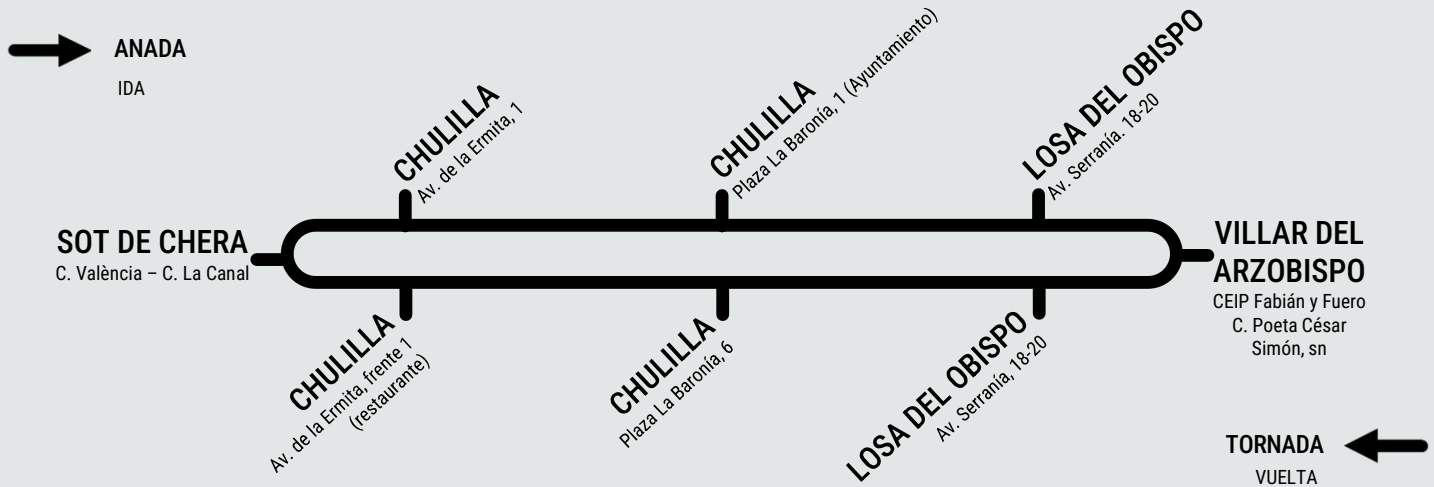 ANADA
IDA
CHULILLA
Av. de la Ermita, 1
CHULILLA
Plaza La Baronía, 1 (Ayuntamiento)
LOSA DEL OBISPO
Av. Serranía. 18-20
SOT DE CHERA
C. València – C. La Canal
VILLAR DEL
ARZOBISPO
CEIP Fabián y Fuero
C. Poeta César
Simón, sn
CHULILLA
Av. de la Ermita, frente 1
(restaurante)
CHULILLA
Plaza La Baronía, 6
LOSA DEL OBISPO
Av. Serranía, 18-20
TORNADA
VUELTA